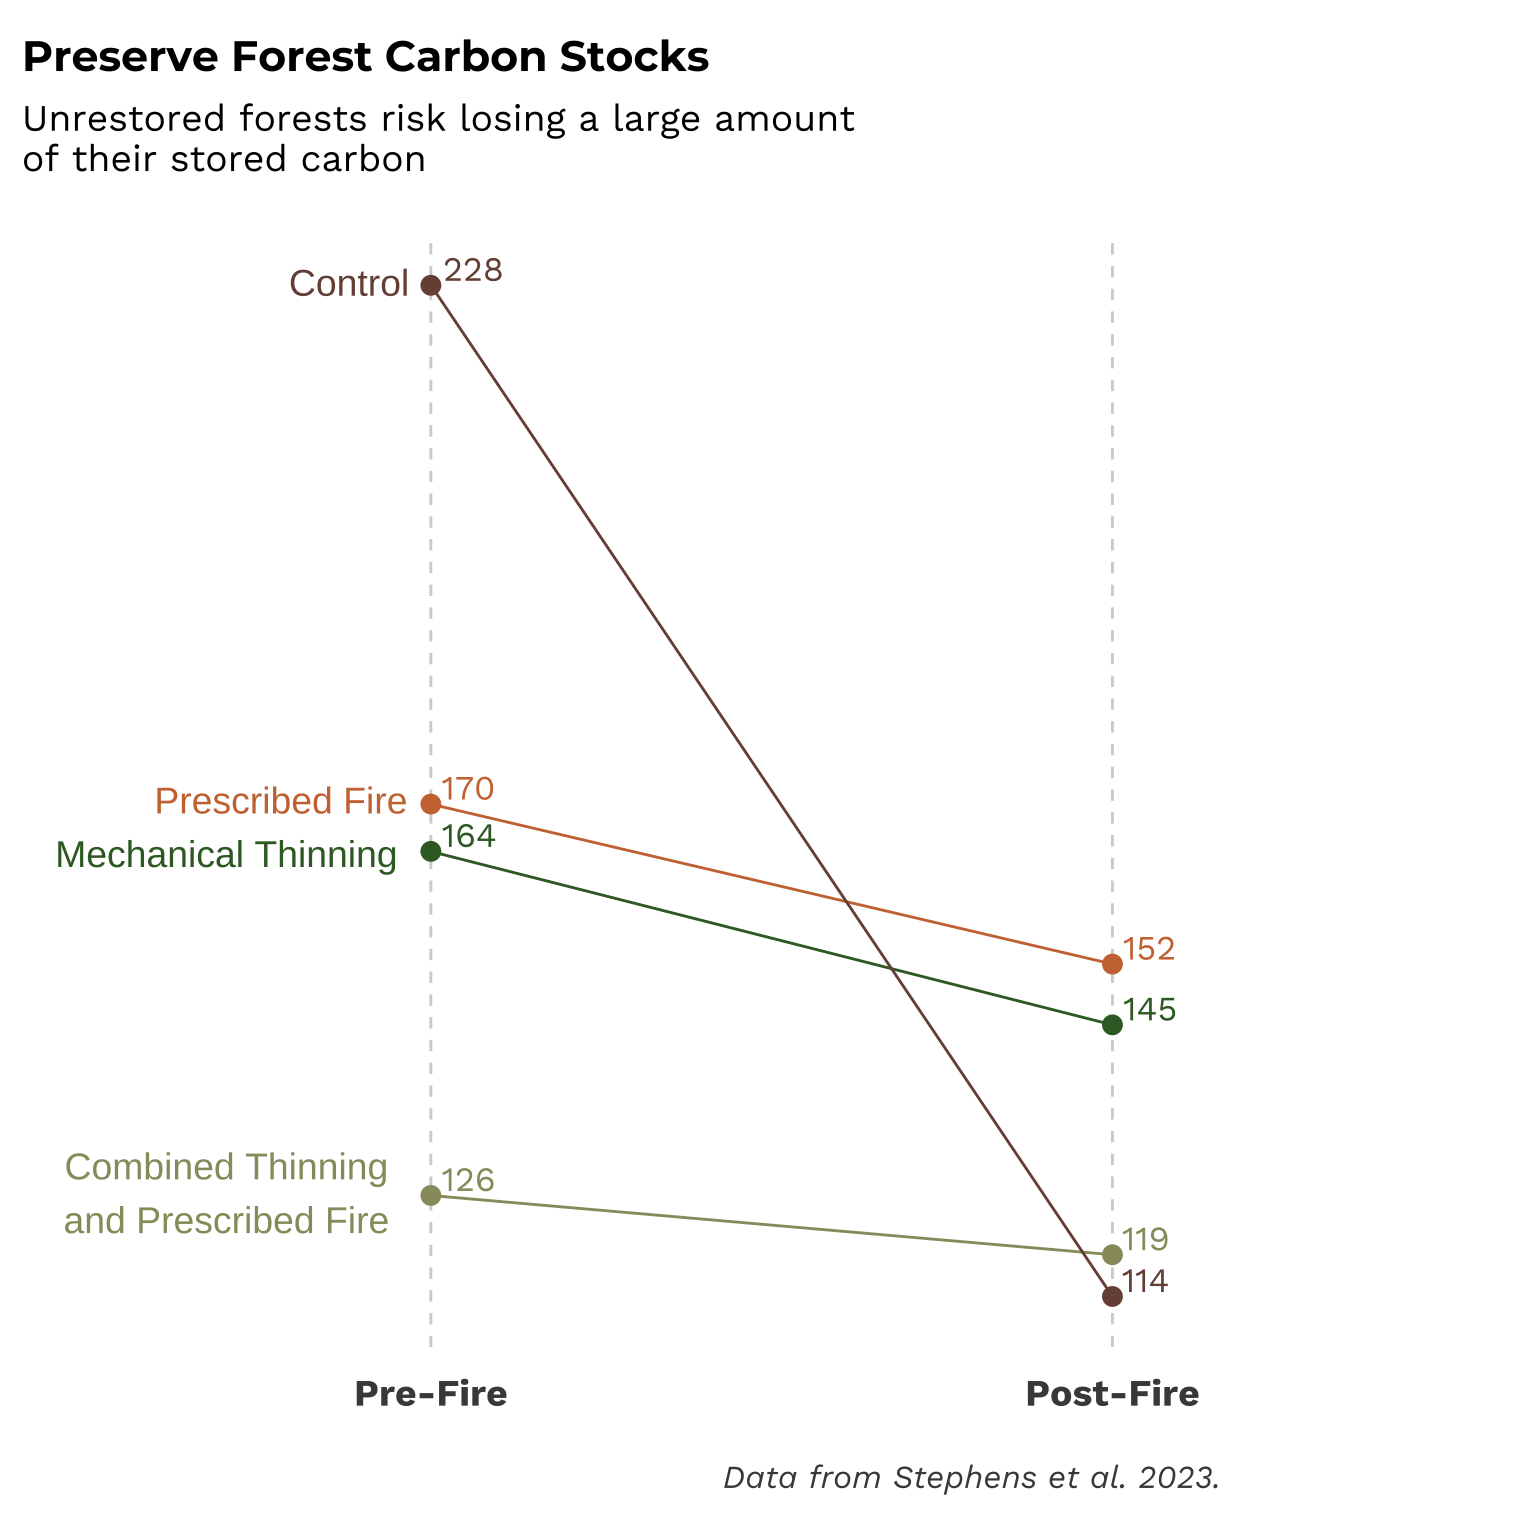 Preserve Forest Carbon Stocks
Unrestored forests risk losing a large amount
of their stored carbon
Control
228
Prescribed Fire
170
Mechanical Thinning
164
152
145
Combined Thinning
and Prescribed Fire
126
119
114
Pre-Fire
Post-Fire
Data from Stephens et al. 2023.